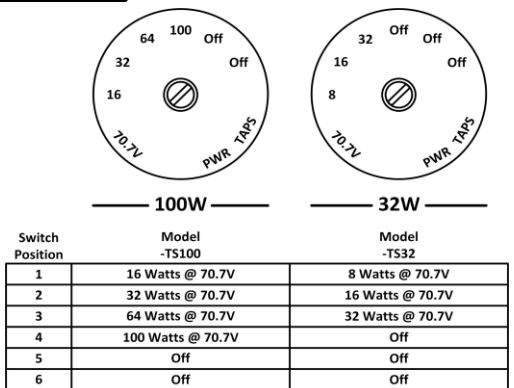 100
64
Off
32
Off
16
70.7V
PWR TAPS
100W
Off
32
Off
16
Off
8
70.7V
PWR TAPS
32W
Switch Position
Model -TS100
Model -TS32
1 16 Watts @ 70.7V 8 Watts @ 70.7V
2 32 Watts @ 70.7V 16 Watts @ 70.7V
3 64 Watts @ 70.7V 32 Watts @ 70.7V
4 100 Watts @ 70.7V Off
5 Off Off
6 Off Off